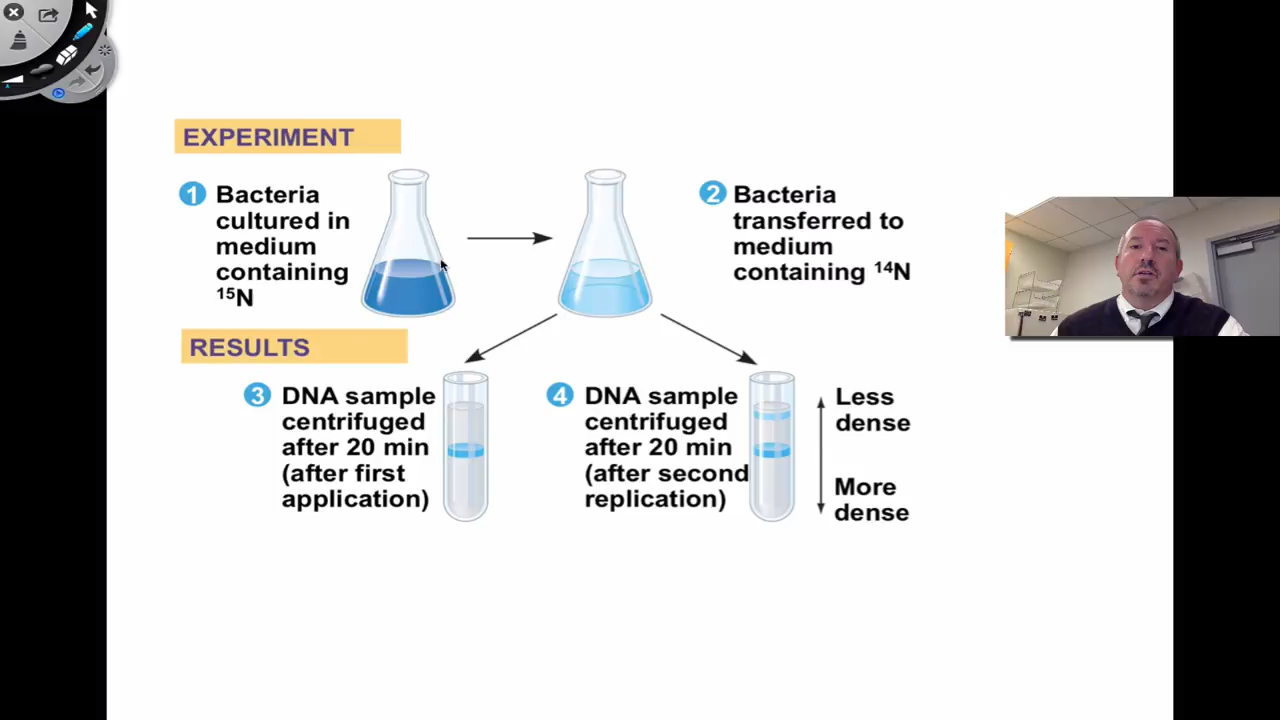 EXPERIMENT
1 Bacteria
cultured in
medium
containing
¹⁵N
2 Bacteria
transferred to
medium
containing ¹⁴N
RESULTS
3 DNA sample
centrifuged
after 20 min
(after first
application)
4 DNA sample
centrifuged
after 20 min
(after second
replication)
Less
dense
More
dense